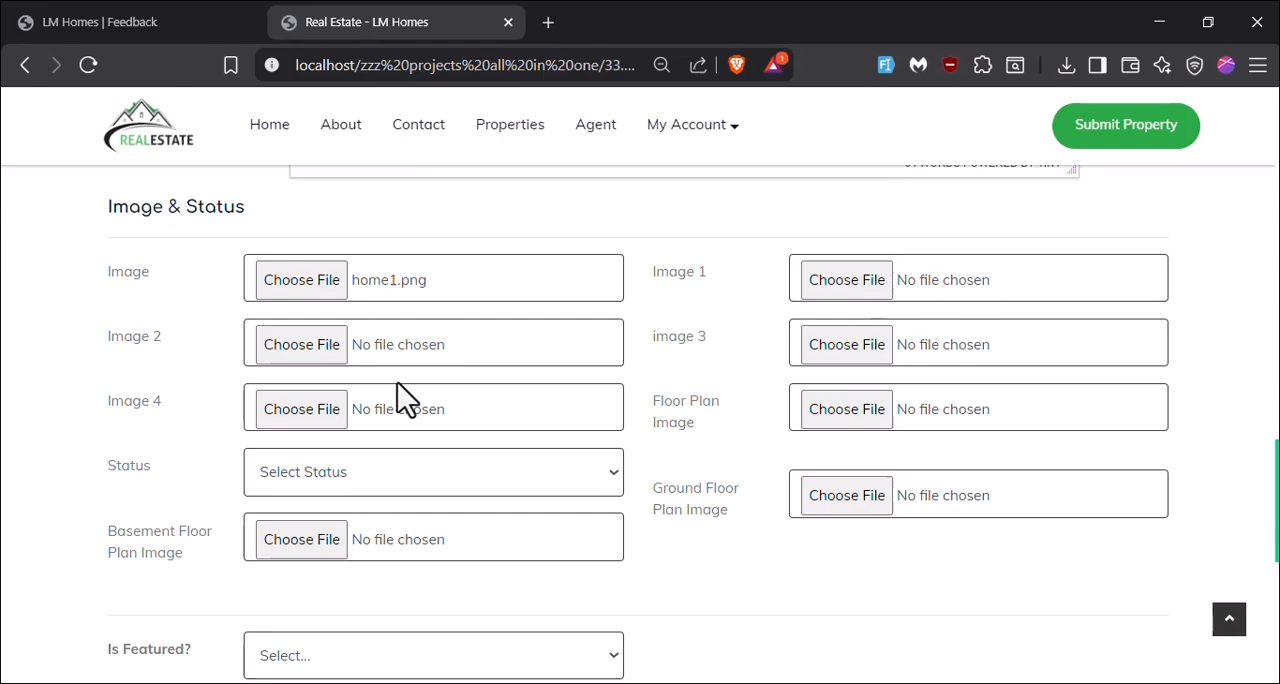 LM Homes | Feedback
Real Estate - LM Homes
localhost/zzz%20projects%20all%20in%20one/33....
1
REALESTATE
Home
About
Contact
Properties
Agent
My Account
Submit Property
Image & Status
Image
Choose File home1.png
Image 1
Choose File No file chosen
Image 2
Choose File No file chosen
image 3
Choose File No file chosen
Image 4
Choose File No file chosen
Floor Plan
Image
Choose File No file chosen
Status
Select Status
Ground Floor
Plan Image
Choose File No file chosen
Basement Floor
Plan Image
Choose File No file chosen
Is Featured?
Select...